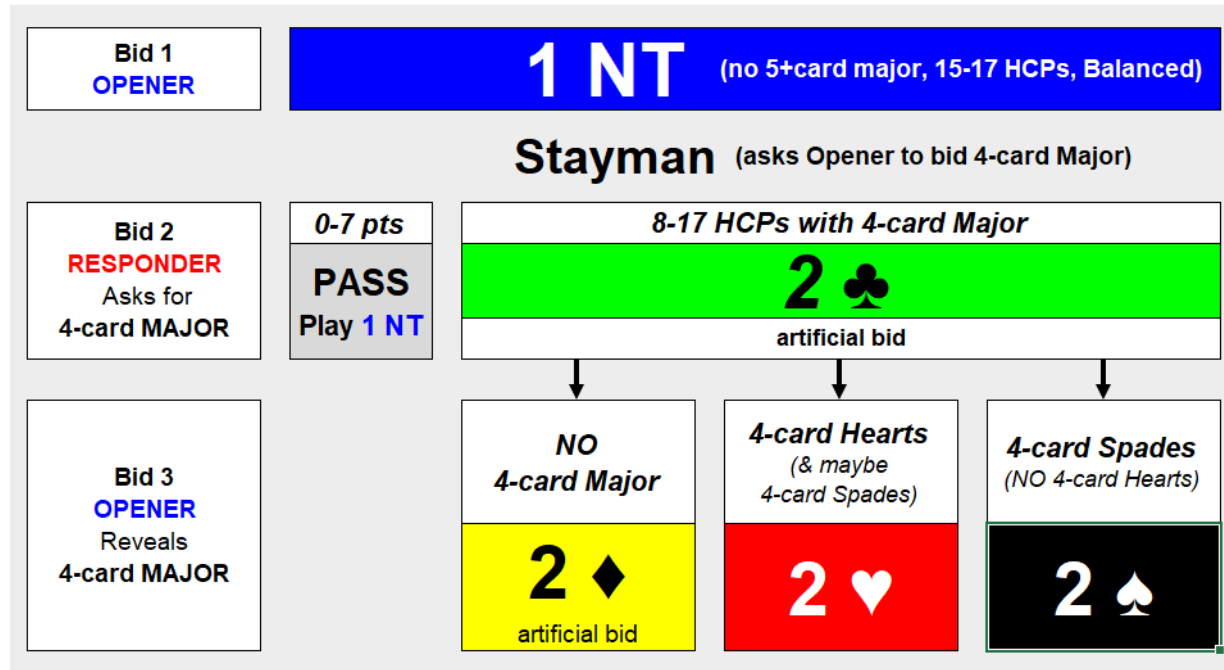 Bid 1
OPENER
1 NT (no 5+card major, 15-17 HCPs, Balanced)
Stayman (asks Opener to bid 4-card Major)
Bid 2
RESPONDER
Asks for
4-card MAJOR
0-7 pts
PASS
Play 1 NT
8-17 HCPs with 4-card Major
2 ♣
artificial bid
Bid 3
OPENER
Reveals
4-card MAJOR
NO
4-card Major
2 ♦
artificial bid
4-card Hearts
(& maybe
4-card Spades)
2 ♥
4-card Spades
(NO 4-card Hearts)
2 ♠